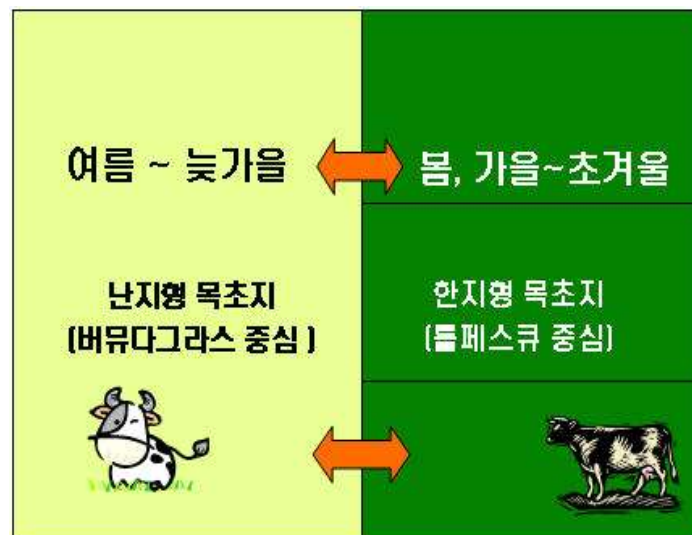 여름 ~ 늦가을
봄, 가을~초겨울
난지형 목초지
(버뮤다그라스 중심 )
한지형 목초지
(톨페스큐 중심)